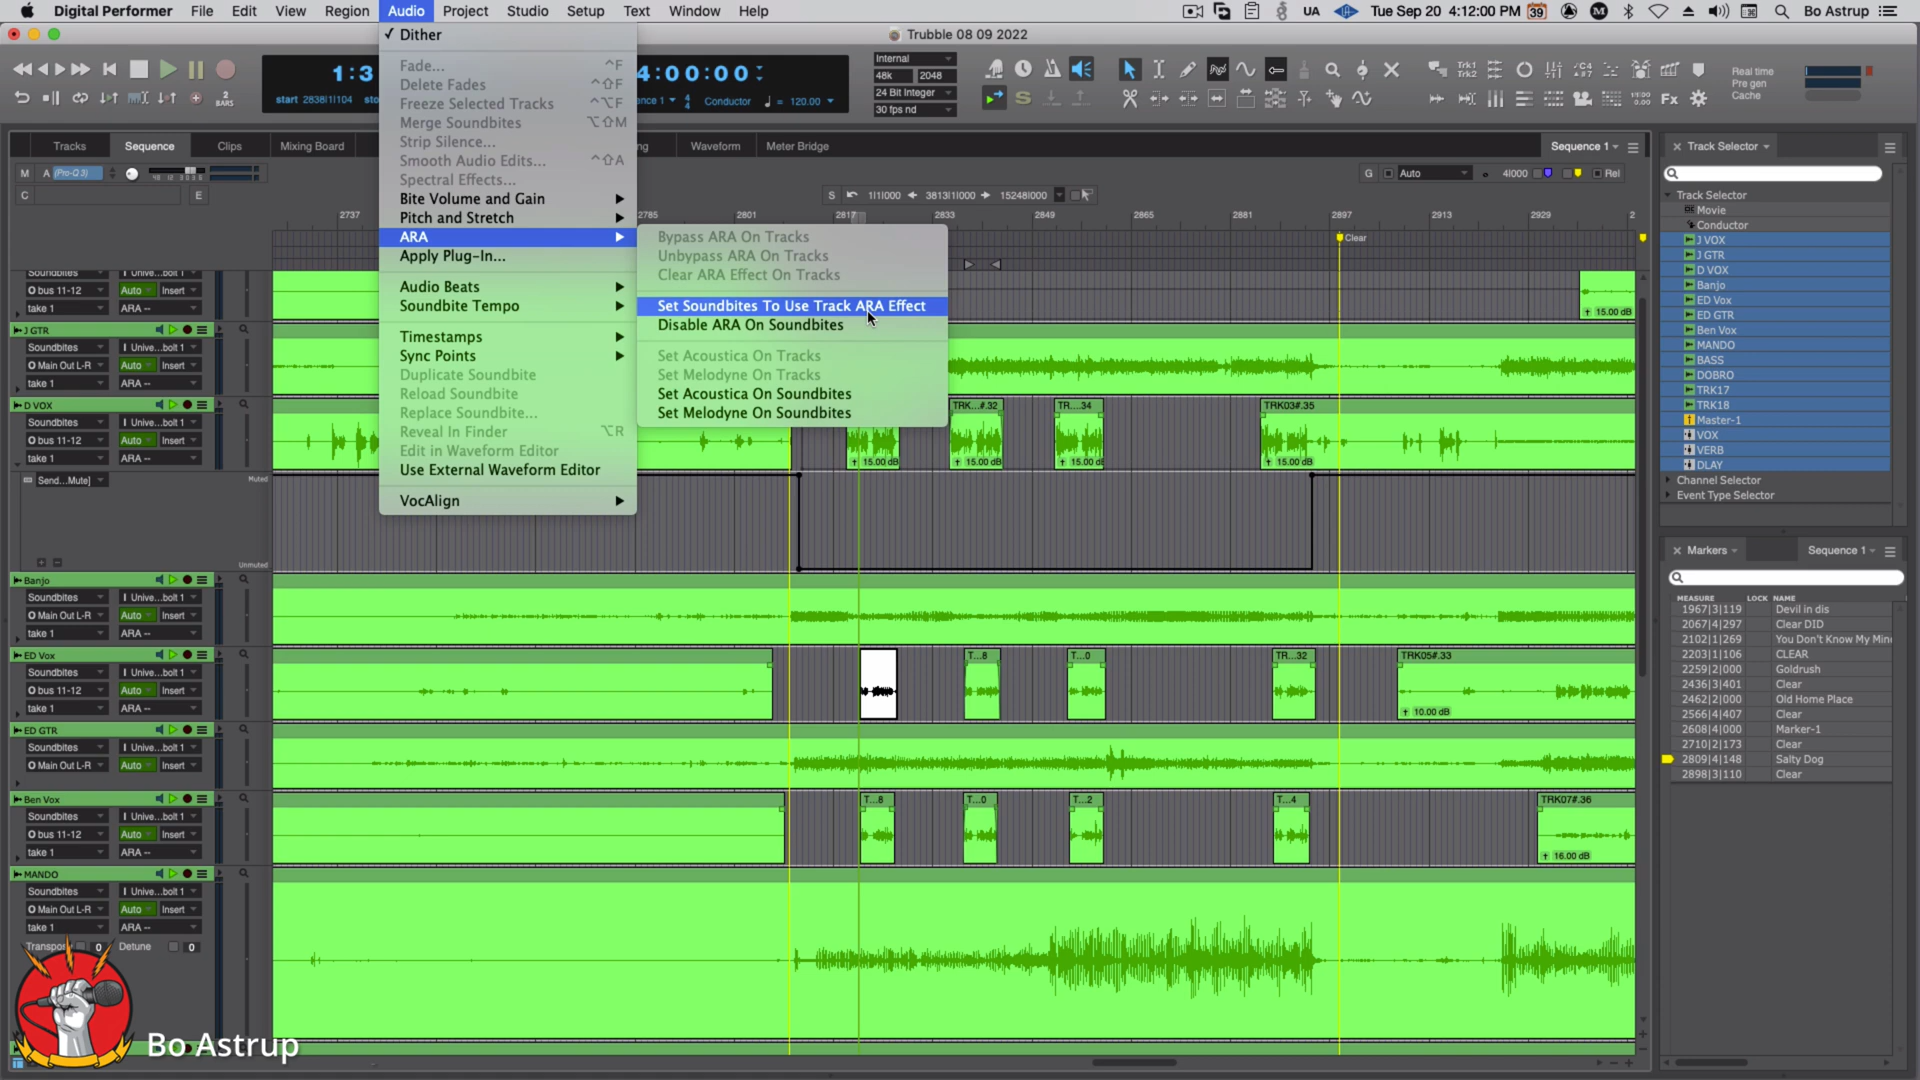 Digital Performer File Edit View Region Audio Project Studio Setup Text Window Help
UA Tue Sep 20 4:12:00 PM 39 Bo Astrup
Trubble 08 09 2022
✓ Dither
Fade... ^F
Delete Fades ^⇧F
Freeze Selected Tracks ^⌥F
Merge Soundbites ⌥⇧M
Strip Silence...
Smooth Audio Edits... ^⇧A
Spectral Effects...
Bite Volume and Gain
Pitch and Stretch
ARA
Apply Plug-In...
Audio Beats
Soundbite Tempo
Timestamps
Sync Points
Duplicate Soundbite
Reload Soundbite
Replace Soundbite...
Reveal In Finder ⌥R
Edit in Waveform Editor
Use External Waveform Editor
VocAlign
Bypass ARA On Tracks
Unbypass ARA On Tracks
Clear ARA Effect On Tracks
Set Soundbites To Use Track ARA Effect
Disable ARA On Soundbites
Set Acoustica On Tracks
Set Melodyne On Tracks
Set Acoustica On Soundbites
Set Melodyne On Soundbites
1:3 4:00:00
start 2838|1|104 Conductor = 120.00
2 BARS
Internal
48k 2048
24 Bit Integer
30 fps nd
Trk1
Trk2
C4
Fx
Real time
Pre gen
Cache
Tracks Sequence Clips Mixing Board Waveform Meter Bridge Sequence 1
M A (Pro-Q 3)
C E
S 1|1|000 3813|1|000 15248|000
G Auto 4|000 Rel
2737 2785 2801 2817 2833 2849 2865 2881 2897 2913 2929
Clear
Soundbites I Unive...bolt 1
O bus 11-12 Auto Insert
take 1 ARA --
15.00 dB
J GTR
Soundbites I Unive...bolt 1
O Main Out L-R Auto Insert
take 1 ARA --
D VOX
Soundbites I Unive...bolt 1
O bus 11-12 Auto Insert
take 1 ARA --
TRK...#.32 TR....34 TRK03#.35
15.00 dB 15.00 dB 15.00 dB 15.00 dB
Send...Mute] Muted
Unmuted
Banjo
Soundbites I Unive...bolt 1
O Main Out L-R Auto Insert
take 1 ARA --
ED Vox
Soundbites I Unive...bolt 1
O bus 11-12 Auto Insert
take 1 ARA --
T...8 T...0 TR...32 TRK05#.33
10.00 dB
ED GTR
Soundbites I Unive...bolt 1
O Main Out L-R Auto Insert
Ben Vox
Soundbites I Unive...bolt 1
O bus 11-12 Auto Insert
take 1 ARA --
T...8 T...0 T...2 T...4 TRK07#.36
16.00 dB
MANDO
Soundbites I Unive...bolt 1
O Main Out L-R Auto Insert
take 1 ARA --
0 Detune 0
Bo Astrup
Track Selector
Track Selector
Movie
Conductor
J VOX
J GTR
D VOX
Banjo
ED Vox
ED GTR
Ben Vox
MANDO
BASS
DOBRO
TRK17
TRK18
Master-1
VOX
VERB
DLAY
Channel Selector
Event Type Selector
Markers Sequence 1
MEASURE LOCK NAME
1967|3|119 Devil in dis
2067|4|297 Clear DID
2102|1|269 You Don't Know My Min
2203|1|106 CLEAR
2259|2|000 Goldrush
2436|3|401 Clear
2462|2|000 Old Home Place
2566|4|407 Clear
2608|4|000 Marker-1
2710|2|173 Clear
2809|4|148 Salty Dog
2898|3|110 Clear